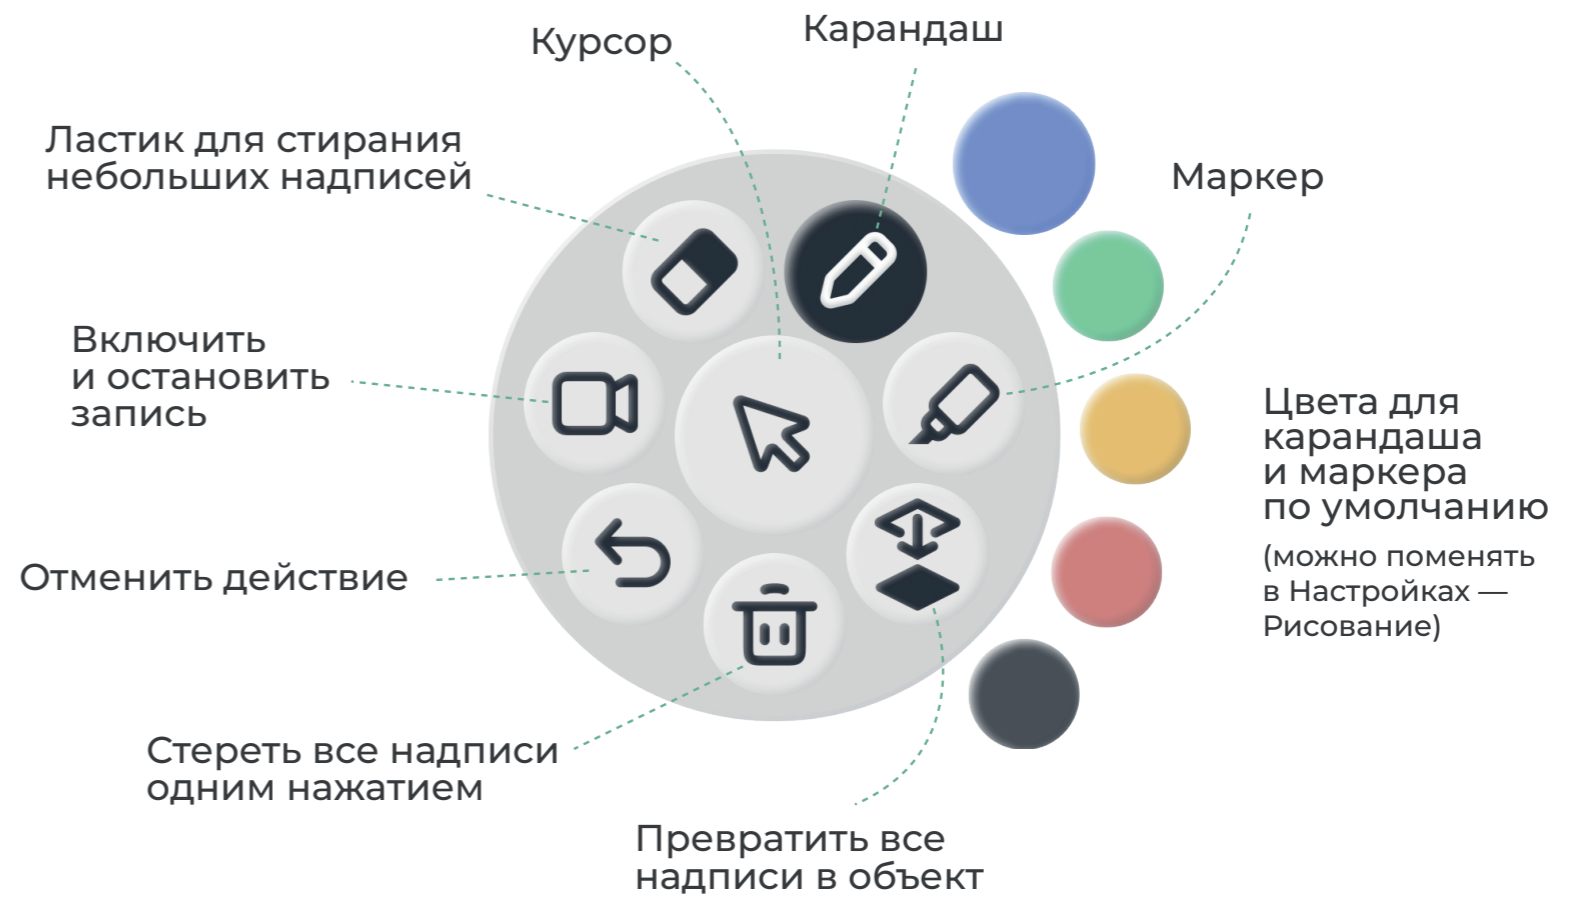 Курсор
Карандаш
Ластик для стирания
небольших надписей
Маркер
Включить
и остановить
запись
Цвета для
карандаша
и маркера
по умолчанию
(можно поменять
в Настройках —
Рисование)
Отменить действие
Стереть все надписи
одним нажатием
Превратить все
надписи в объект